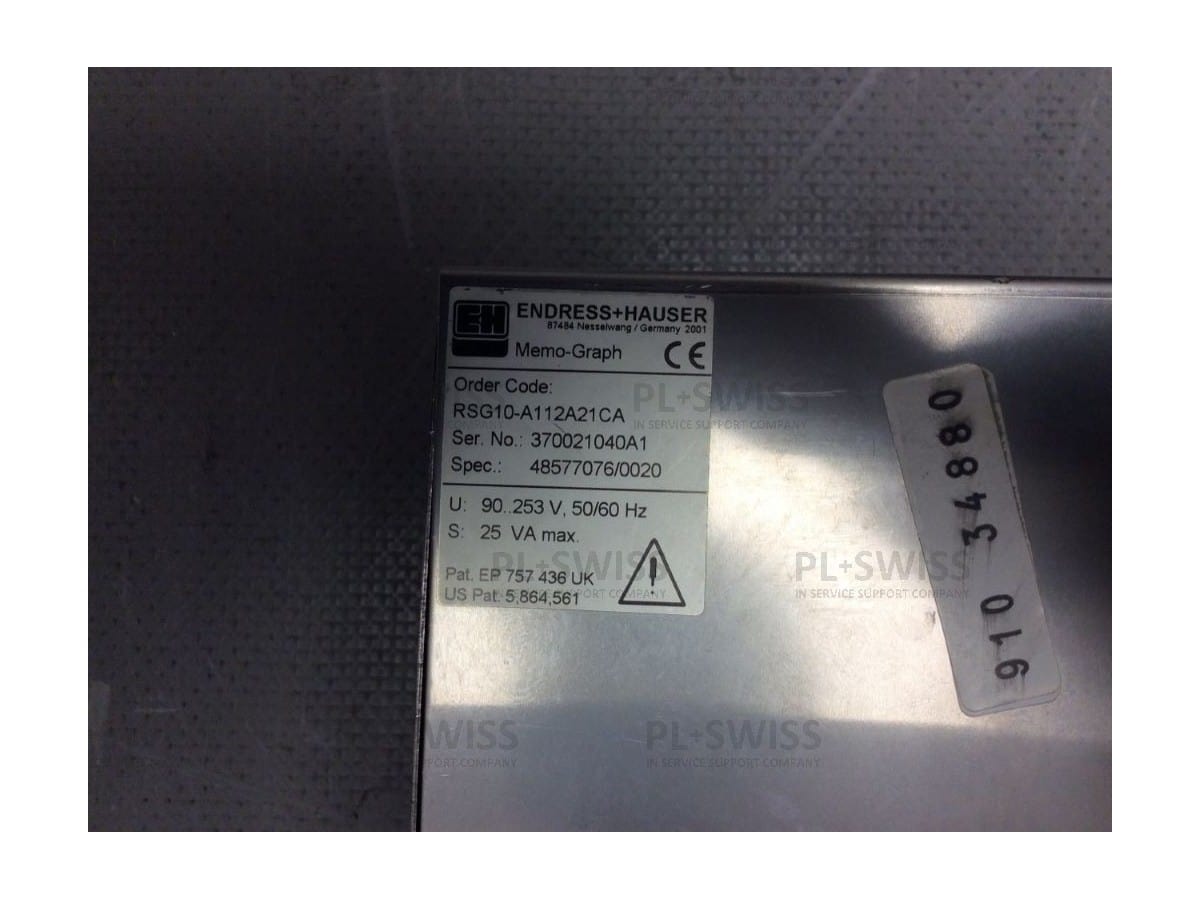 E+H
ENDRESS+HAUSER
87484 Nesselwang / Germany 2001
Memo-Graph
CE
Order Code:
RSG10-A112A21CA
Ser. No.: 370021040A1
Spec.: 48577076/0020
U: 90..253 V, 50/60 Hz
S: 25 VA max.
Pat. EP 757 436 UK
US Pat. 5,864,561
910 3488 0
PL+SWISS
IN SERVICE SUPPORT COMPANY
PL+SWISS
IN SERVICE SUPPORT COMPANY
PL+SWISS
IN SERVICE SUPPORT COMPANY
PL+SWISS
IN SERVICE SUPPORT COMPANY